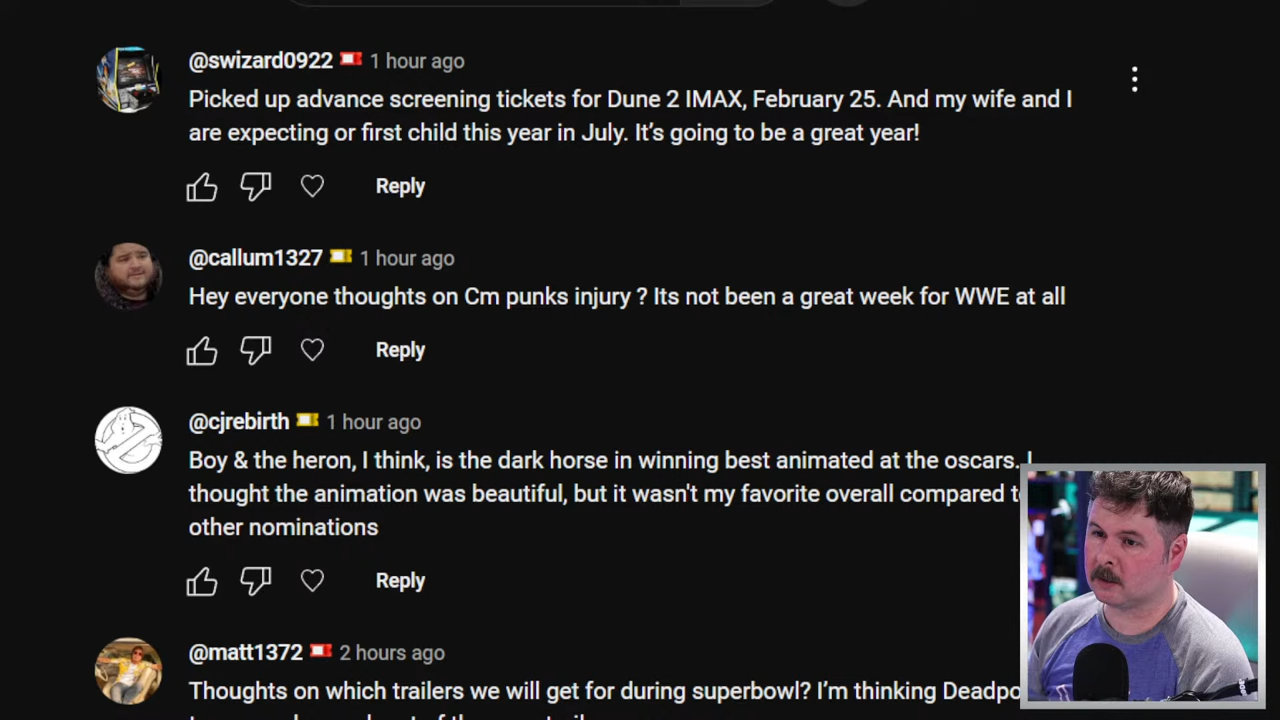 @swizard0922 1 hour ago
Picked up advance screening tickets for Dune 2 IMAX, February 25. And my wife and I
are expecting or first child this year in July. It's going to be a great year!
Reply
@callum1327 1 hour ago
Hey everyone thoughts on Cm punks injury ? Its not been a great week for WWE at all
Reply
@cjrebirth 1 hour ago
Boy & the heron, I think, is the dark horse in winning best animated at the oscars. I
thought the animation was beautiful, but it wasn't my favorite overall compared
other nominations
Reply
@matt1372 2 hours ago
Thoughts on which trailers we will get for during superbowl? I'm thinking